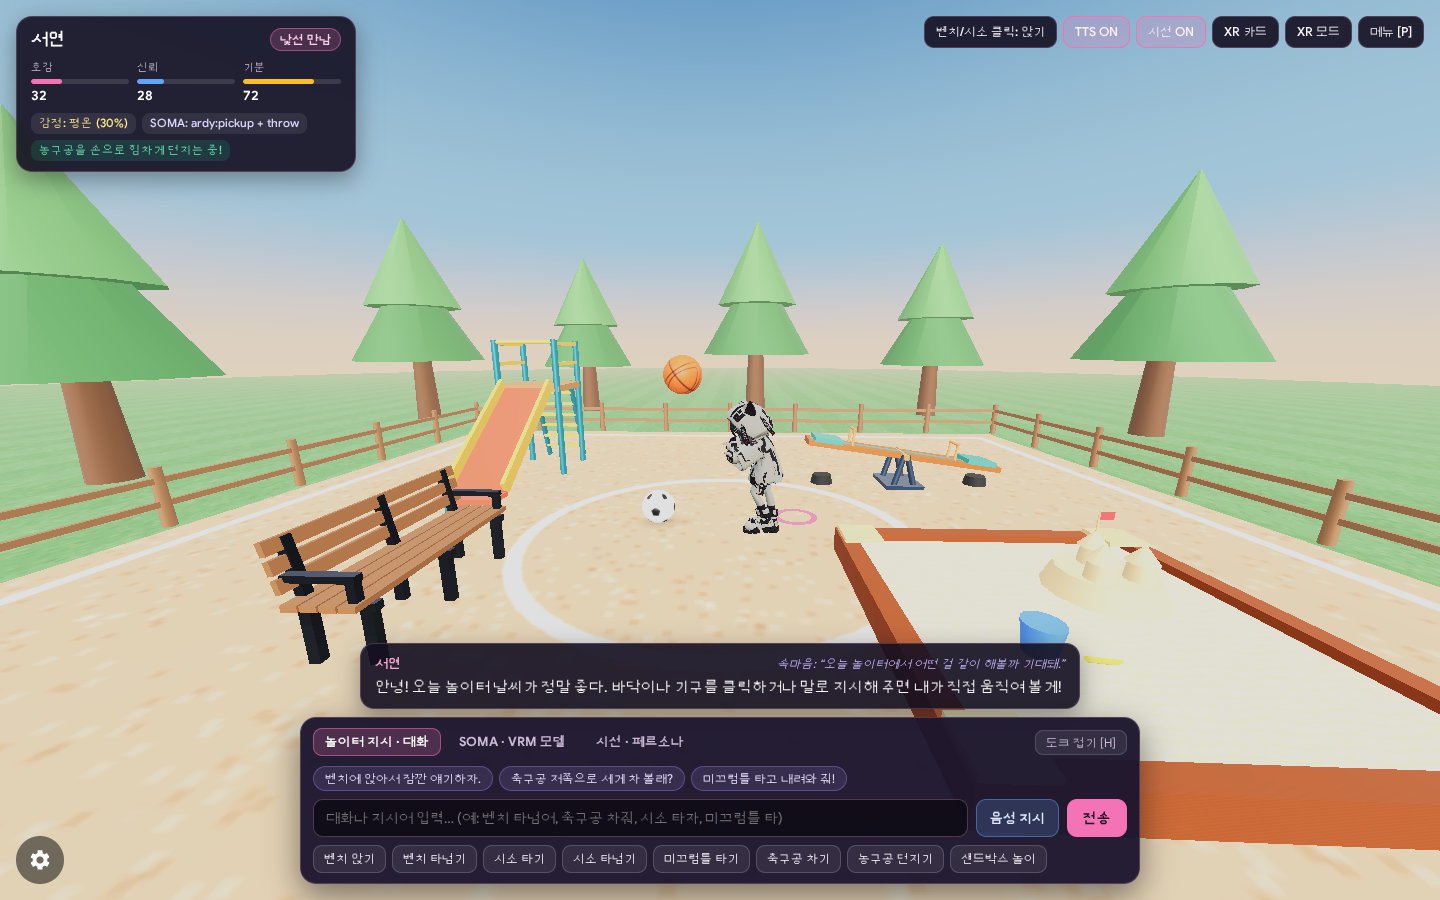 서연
낯선 만남
호감
신뢰
기분
32
28
72
감정: 평온 (30%)
SOMA: ardy:pickup + throw
농구공을 손으로 힘차게 던지는 중!
벤치/시소 클릭: 앉기
TTS ON
시선 ON
XR 카드
XR 모드
메뉴 [P]
서연
속마음: “오늘 놀이터에서 어떤 걸 같이 해볼까 기대돼.”
안녕! 오늘 놀이터 날씨가 정말 좋다. 바닥이나 기구를 클릭하거나 말로 지시해 주면 내가 직접 움직여 볼게!
놀이터 지시 · 대화
SOMA · VRM 모델
시선 · 페르소나
도크 접기 [H]
벤치에 앉아서 잠깐 얘기하자.
축구공 저쪽으로 세게 차 볼래?
미끄럼틀 타고 내려와 줘!
대화나 지시어 입력... (예: 벤치 타넘어, 축구공 차줘, 시소 타자, 미끄럼틀 타)
음성 지시
전송
벤치 앉기
벤치 타넘기
시소 타기
시소 타넘기
미끄럼틀 타기
축구공 차기
농구공 던지기
샌드박스 놀이